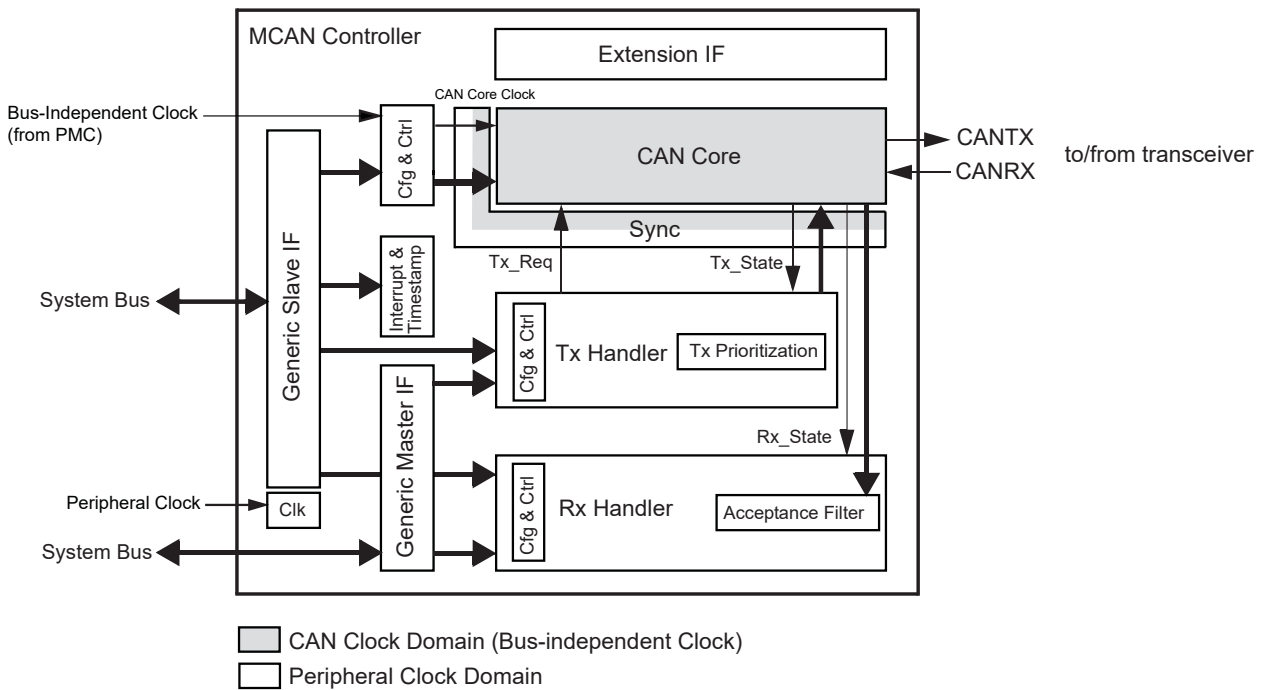 MCAN Controller
Extension IF
CAN Core Clock
Bus-Independent Clock
(from PMC)
Cfg & Ctrl
CAN Core
CANTX
CANRX
to/from transceiver
Sync
Generic Slave IF
Interrupt &
Timestamp
Tx_Req
Tx_State
System Bus
Cfg & Ctrl
Tx Handler
Tx Prioritization
Generic Master IF
Rx_State
Peripheral Clock
Clk
Cfg & Ctrl
Rx Handler
Acceptance Filter
System Bus
CAN Clock Domain (Bus-independent Clock)
Peripheral Clock Domain